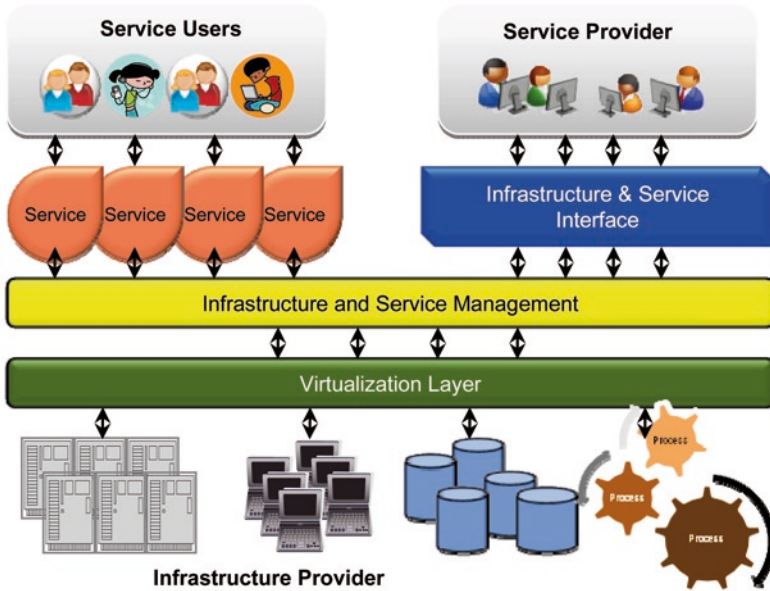 Service Users
Service Provider
Service
Service
Service
Service
Infrastructure & Service
Interface
Infrastructure and Service Management
Virtualization Layer
Process
Process
Process
Infrastructure Provider